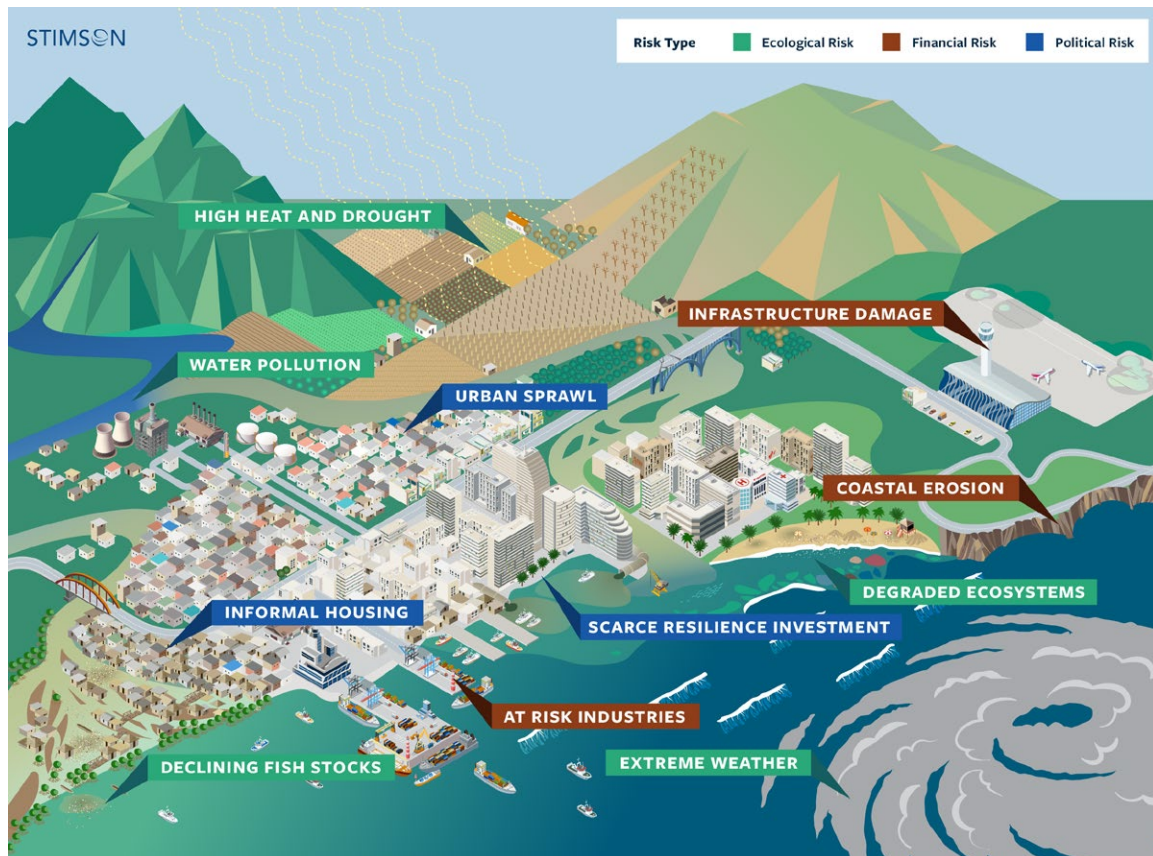 STIMSON
Risk Type Ecological Risk Financial Risk Political Risk
HIGH HEAT AND DROUGHT
INFRASTRUCTURE DAMAGE
WATER POLLUTION
URBAN SPRAWL
COASTAL EROSION
DEGRADED ECOSYSTEMS
INFORMAL HOUSING
SCARCE RESILIENCE INVESTMENT
AT RISK INDUSTRIES
DECLINING FISH STOCKS
EXTREME WEATHER
H
H